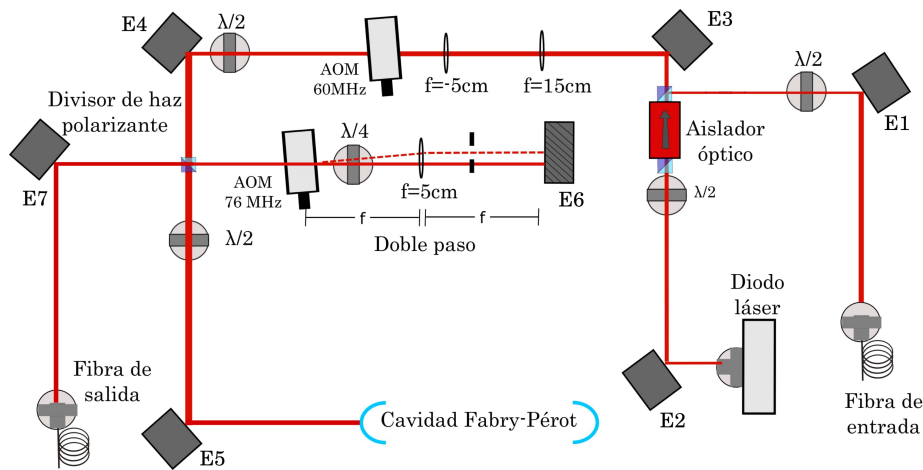 E4
λ/2
AOM
60MHz
f=-5cm
f=15cm
E3
λ/2
E1
Divisor de haz
polarizante
E7
AOM
76 MHz
λ/4
f=5cm
E6
f
f
Doble paso
Aislador
óptico
λ/2
λ/2
Diodo
láser
Fibra de
salida
E5
Cavidad Fabry-Pérot
E2
Fibra de
entrada